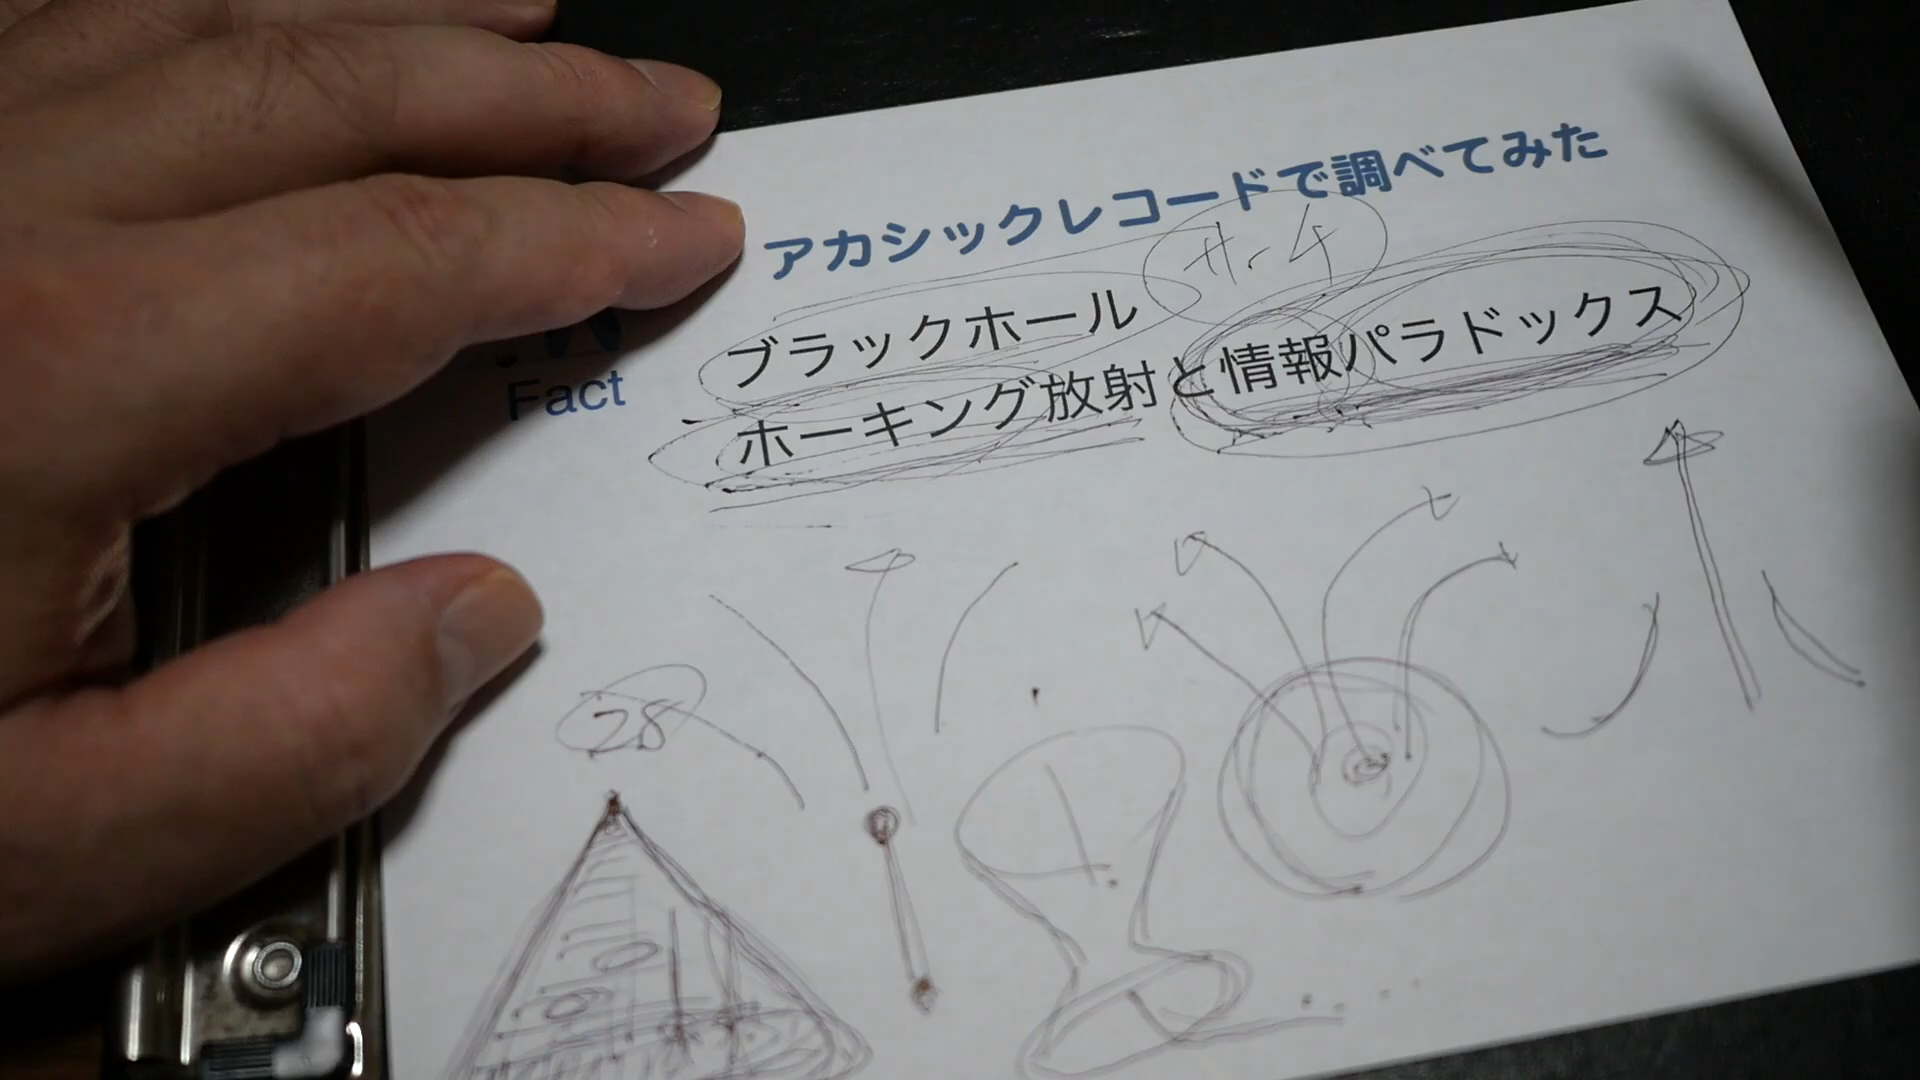 アカシックレコードで調べてみた
ブラックホール
ホーキング放射と情報パラドックス
Fact
28